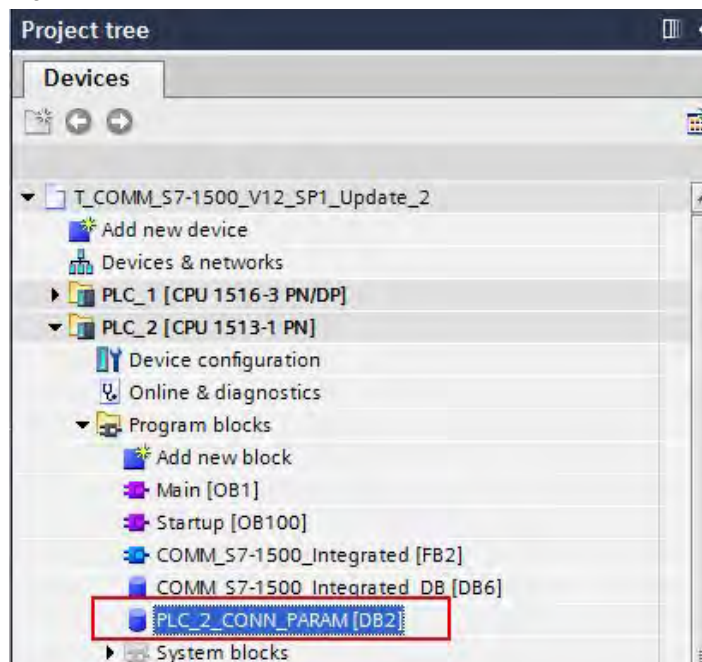 Project tree
Devices
T_COMM_S7-1500_V12_SP1_Update_2
Add new device
Devices & networks
PLC_1 [CPU 1516-3 PN/DP]
PLC_2 [CPU 1513-1 PN]
Device configuration
Online & diagnostics
Program blocks
Add new block
Main [OB1]
Startup [OB100]
COMM_S7-1500_Integrated [FB2]
COMM_S7-1500_Integrated_DB [DB6]
PLC_2_CONN_PARAM [DB2]
System blocks